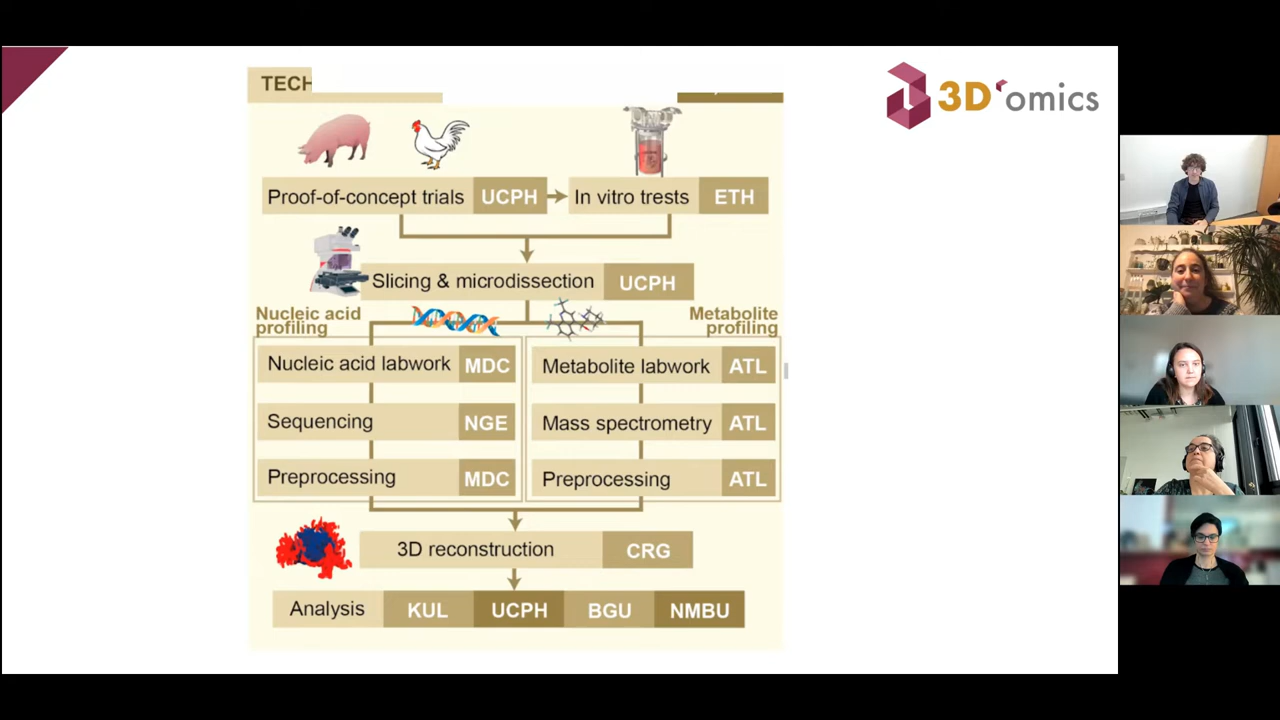 TECH
3D'omics
Proof-of-concept trials UCPH In vitro trests ETH
Slicing & microdissection UCPH
Nucleic acid
profiling
Metabolite
profiling
Nucleic acid labwork MDC Metabolite labwork ATL
Sequencing NGE Mass spectrometry ATL
Preprocessing MDC Preprocessing ATL
3D reconstruction CRG
Analysis KUL UCPH BGU NMBU